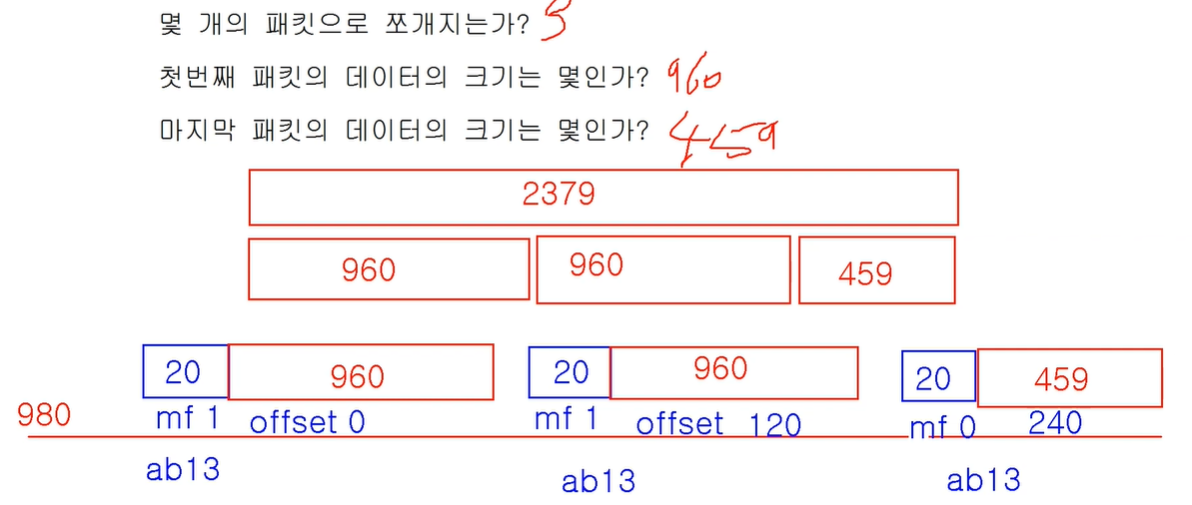 몇 개의 패킷으로 쪼개지는가? 3
첫번째 패킷의 데이터의 크기는 몇인가? 960
마지막 패킷의 데이터의 크기는 몇인가? 459
2379
960 960 459
20 960 20 960 20 459
980 mf 1 offset 0 mf 1 offset 120 mf 0 240
ab13 ab13 ab13